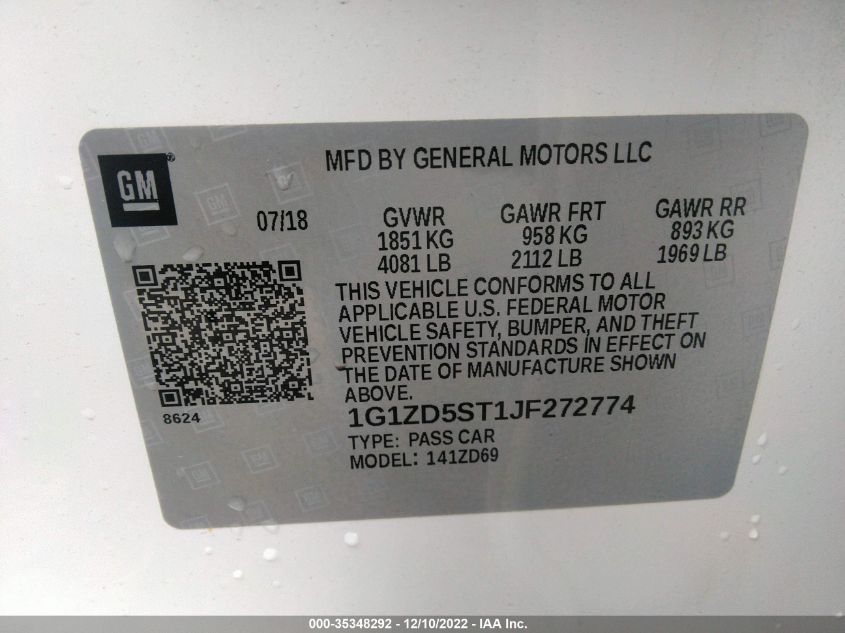 GM
MFD BY GENERAL MOTORS LLC
07/18
GVWR
1851 KG
4081 LB
GAWR FRT
958 KG
2112 LB
GAWR RR
893 KG
1969 LB
THIS VEHICLE CONFORMS TO ALL
APPLICABLE U.S. FEDERAL MOTOR
VEHICLE SAFETY, BUMPER, AND THEFT
PREVENTION STANDARDS IN EFFECT ON
THE DATE OF MANUFACTURE SHOWN
ABOVE.
8624
1G1ZD5ST1JF272774
TYPE: PASS CAR
MODEL: 141ZD69
000-35348292 - 12/10/2022 - IAA Inc.